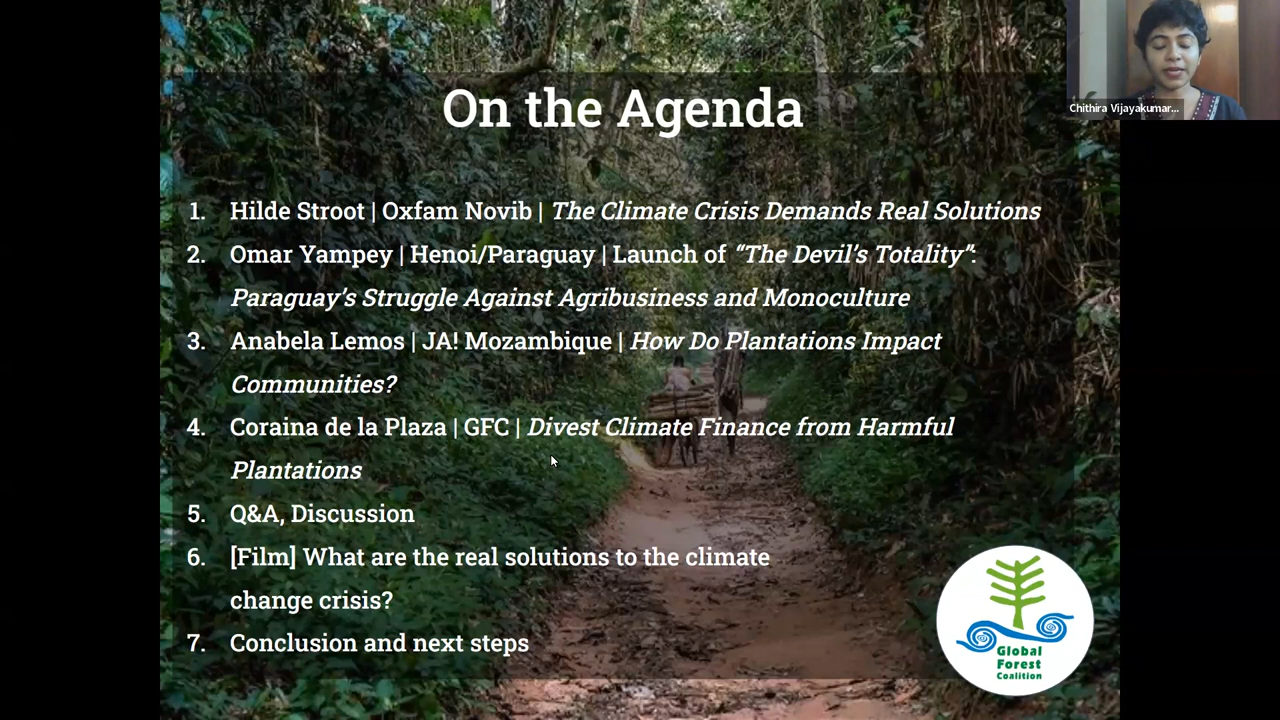 Chithira Vijayakumar...
On the Agenda
1. Hilde Stroot | Oxfam Novib | The Climate Crisis Demands Real Solutions
2. Omar Yampey | Henoi/Paraguay | Launch of “The Devil’s Totality”:
Paraguay’s Struggle Against Agribusiness and Monoculture
3. Anabela Lemos | JA! Mozambique | How Do Plantations Impact
Communities?
4. Coraina de la Plaza | GFC | Divest Climate Finance from Harmful
Plantations
5. Q&A, Discussion
6. [Film] What are the real solutions to the climate
change crisis?
7. Conclusion and next steps
Global
Forest
Coalition